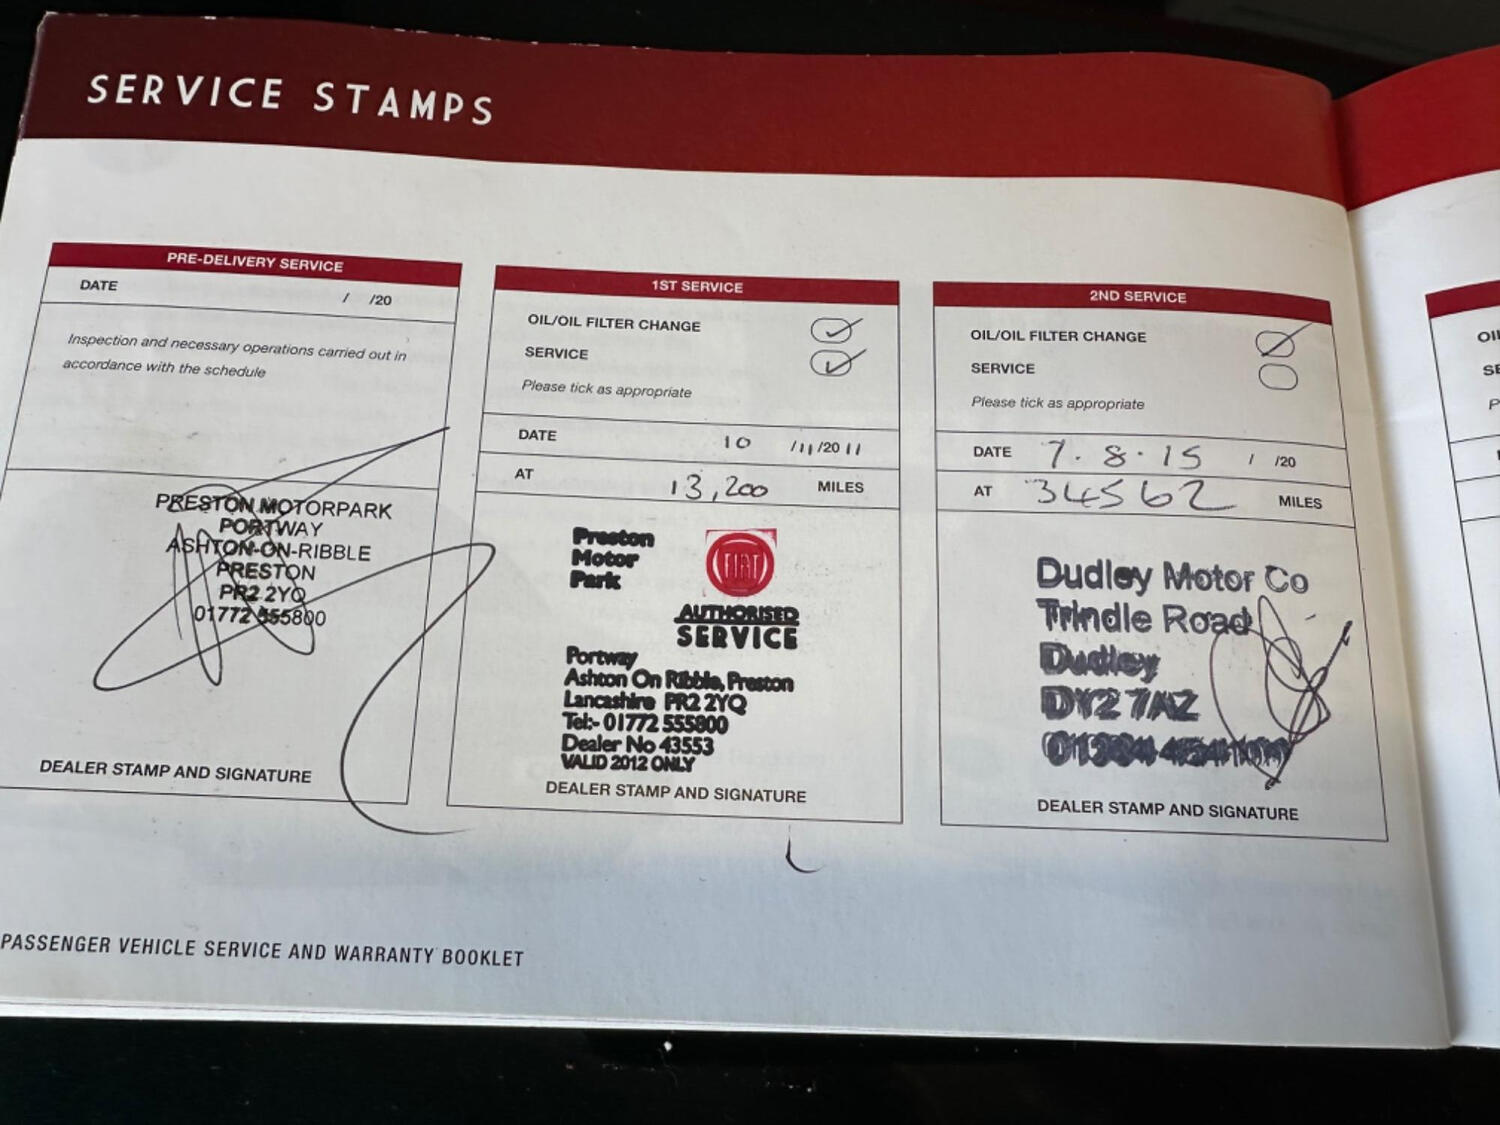 SERVICE STAMPS
PRE-DELIVERY SERVICE
DATE / /20
Inspection and necessary operations carried out in
accordance with the schedule
PRESTON MOTORPARK
PORTWAY
ASHTON-ON-RIBBLE
PRESTON
PR2 2YQ
01772 555800
DEALER STAMP AND SIGNATURE
1ST SERVICE
OIL/OIL FILTER CHANGE
SERVICE
Please tick as appropriate
DATE 10 /11/2011
AT 13,200 MILES
Preston
Motor
Park
FIAT
AUTHORISED
SERVICE
Portway
Ashton On Ribble, Preston
Lancashire PR2 2YQ
Tel:- 01772 555800
Dealer No 43553
VALID 2012 ONLY
DEALER STAMP AND SIGNATURE
2ND SERVICE
OIL/OIL FILTER CHANGE
SERVICE
Please tick as appropriate
DATE 7.8.15 / /20
AT 34562 MILES
Dudley Motor Co
Trindle Road
Dudley
DY2 7AZ
DEALER STAMP AND SIGNATURE
PASSENGER VEHICLE SERVICE AND WARRANTY BOOKLET